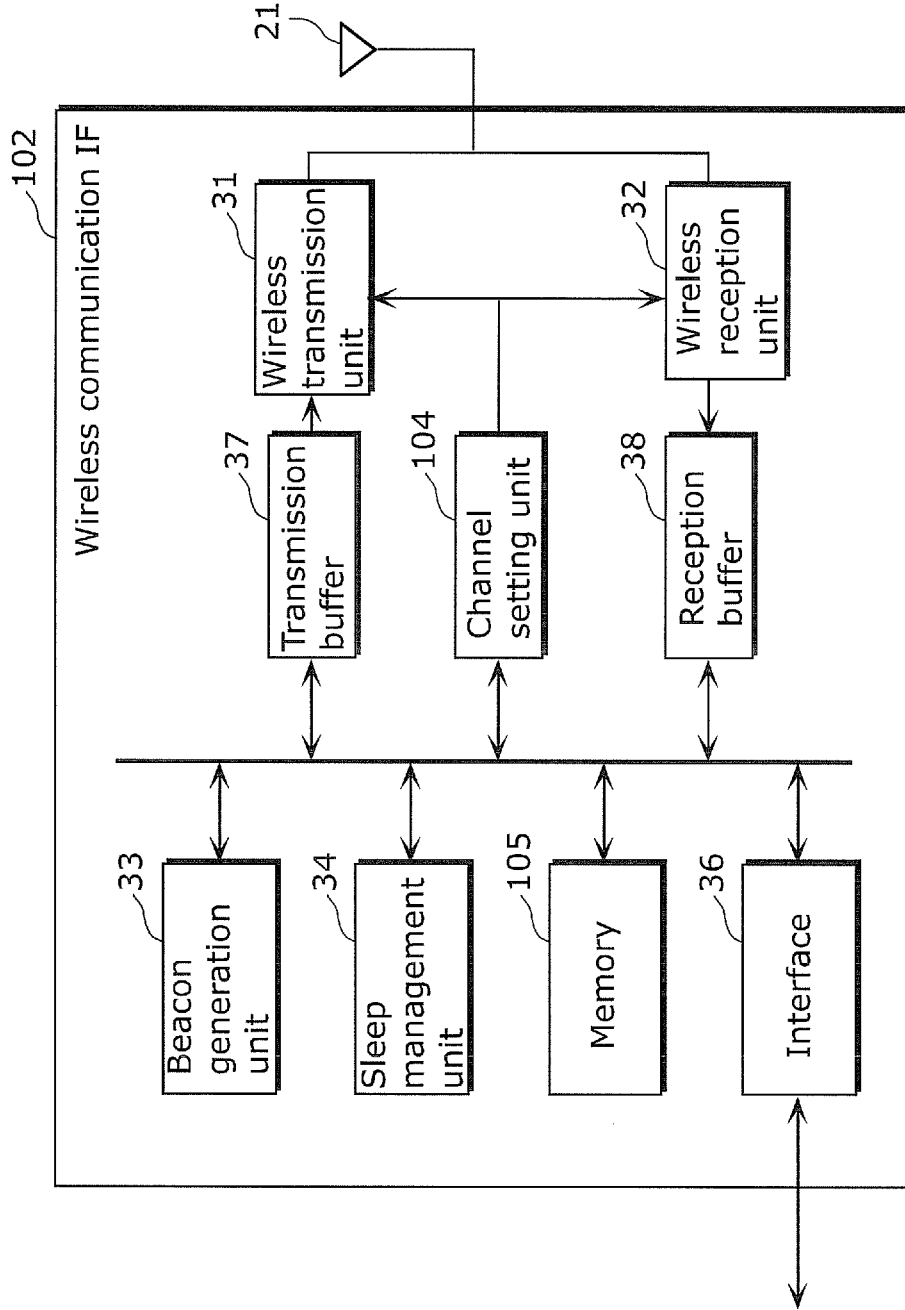 102
Wireless communication IF
21
33
Beacon
generation
unit
37
Transmission
buffer
31
Wireless
transmission
unit
34
Sleep
management
unit
104
Channel
setting unit
105
Memory
38
Reception
buffer
32
Wireless
reception
unit
36
Interface